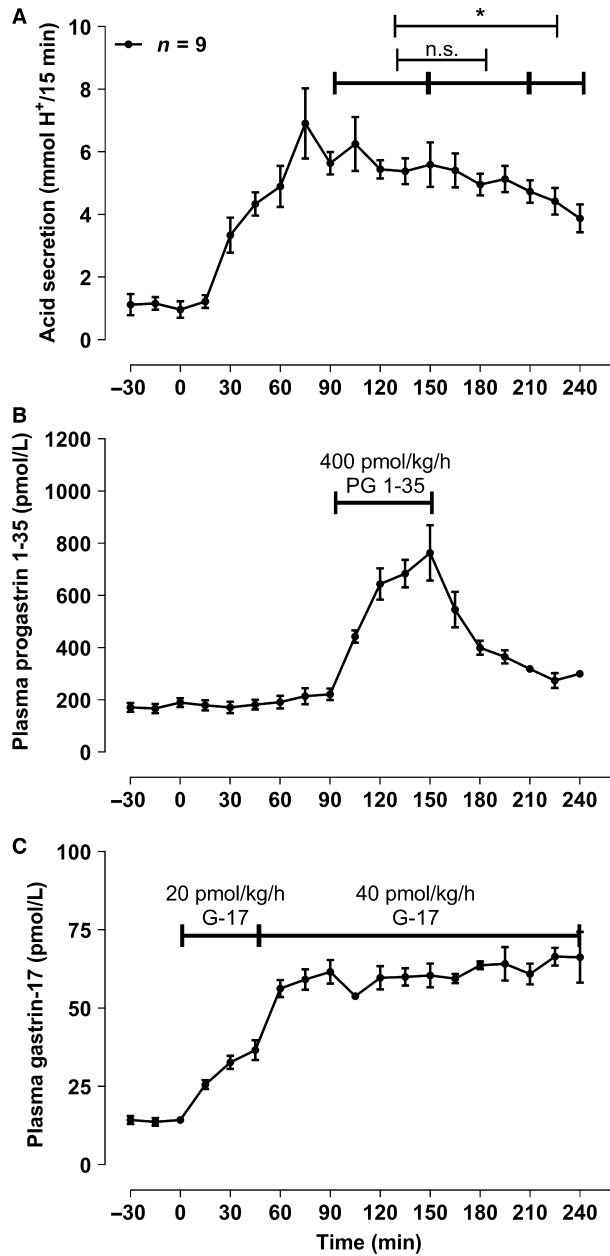 A
Acid secretion (mmol H⁺/15 min)
10
8
6
4
2
0
n = 9
*
n.s.
–30 0 30 60 90 120 150 180 210 240
B
Plasma progastrin 1-35 (pmol/L)
1200
1000
800
600
400
200
0
400 pmol/kg/h
PG 1-35
–30 0 30 60 90 120 150 180 210 240
C
Plasma gastrin-17 (pmol/L)
100
75
50
25
0
20 pmol/kg/h 40 pmol/kg/h
G-17 G-17
–30 0 30 60 90 120 150 180 210 240
Time (min)